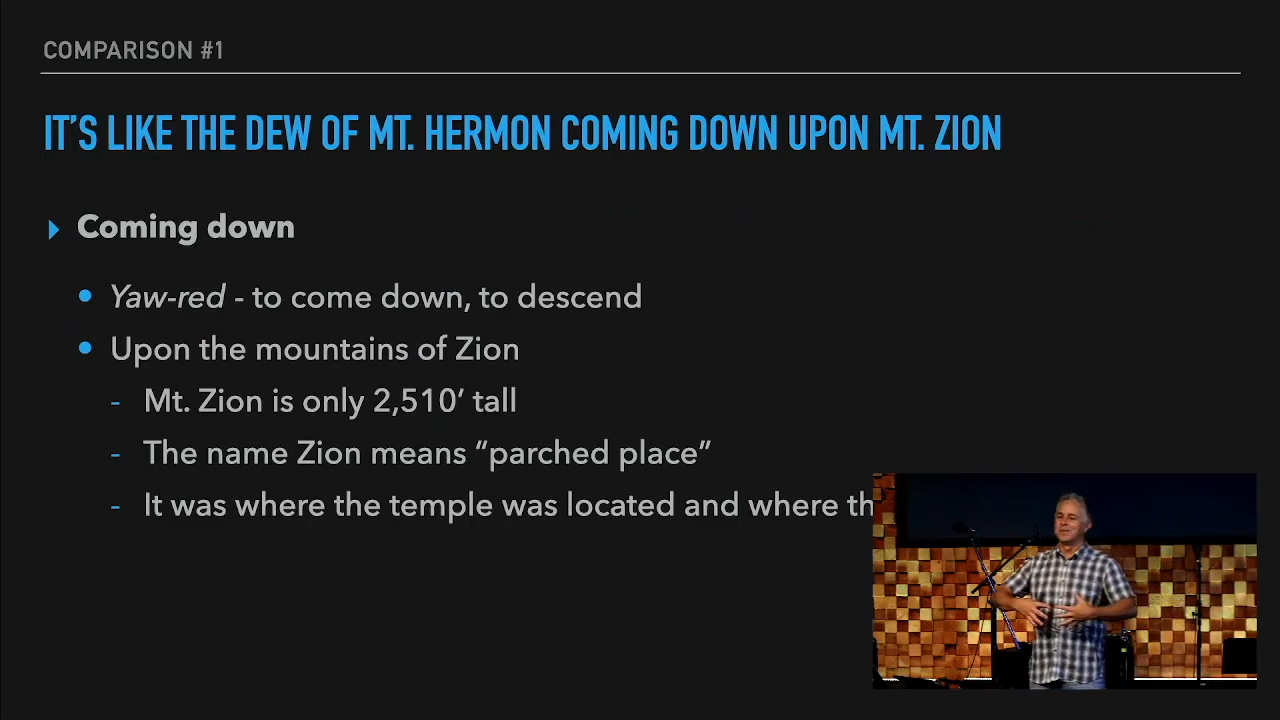 COMPARISON #1
IT'S LIKE THE DEW OF MT. HERMON COMING DOWN UPON MT. ZION
Coming down
Yaw-red - to come down, to descend
Upon the mountains of Zion
- Mt. Zion is only 2,510′ tall
- The name Zion means “parched place”
- It was where the temple was located and where